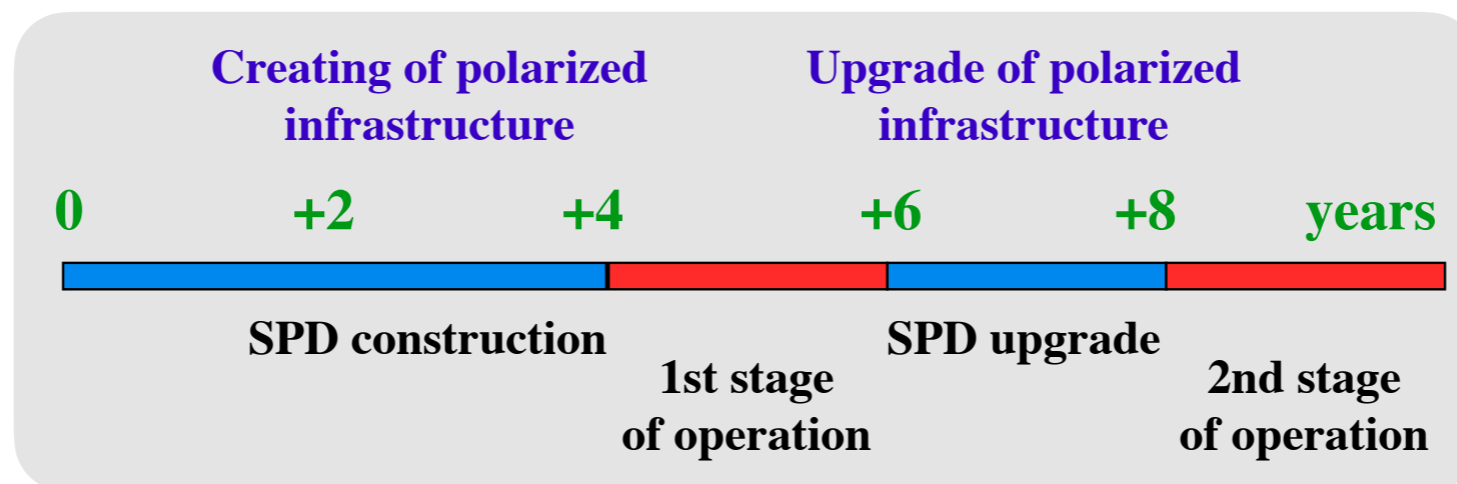 Creating of polarized
infrastructure
Upgrade of polarized
infrastructure
0 +2 +4 +6 +8 years
SPD construction
1st stage
of operation
SPD upgrade
2nd stage
of operation